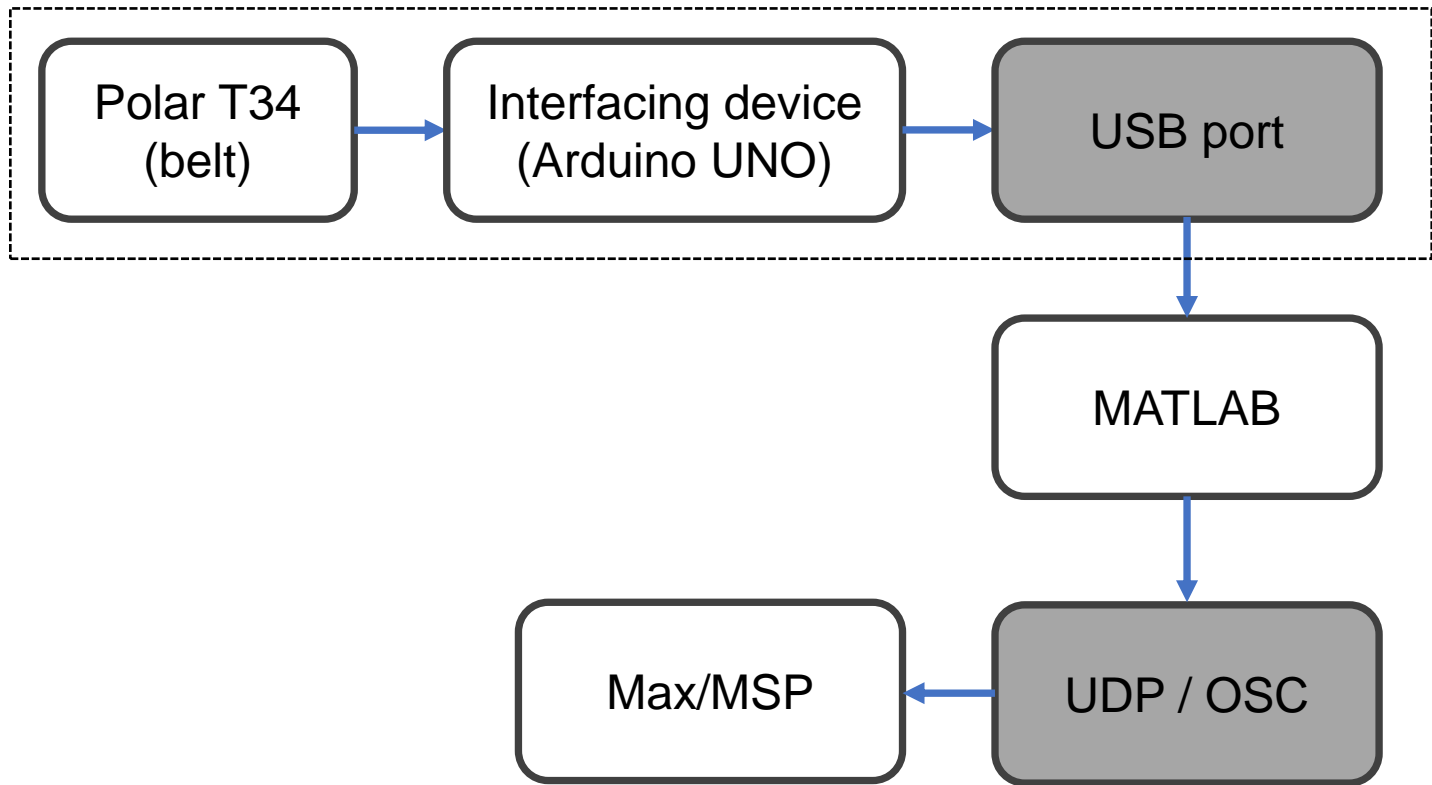 Polar T34
(belt)
Interfacing device
(Arduino UNO)
USB port
MATLAB
Max/MSP
UDP / OSC